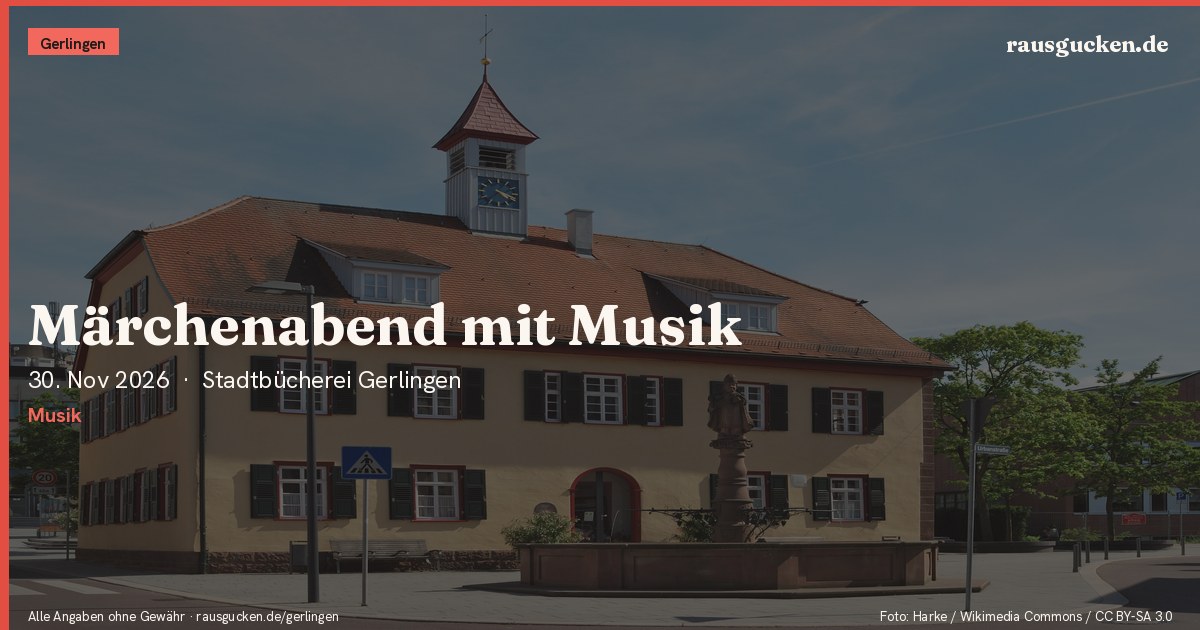 Gerlingen
rausgucken.de
Märchenabend mit Musik
30. Nov 2026 · Stadtbücherei Gerlingen
Musik
20
Alle Angaben ohne Gewähr · rausgucken.de/gerlingen
Foto: Harke / Wikimedia Commons / CC BY-SA 3.0